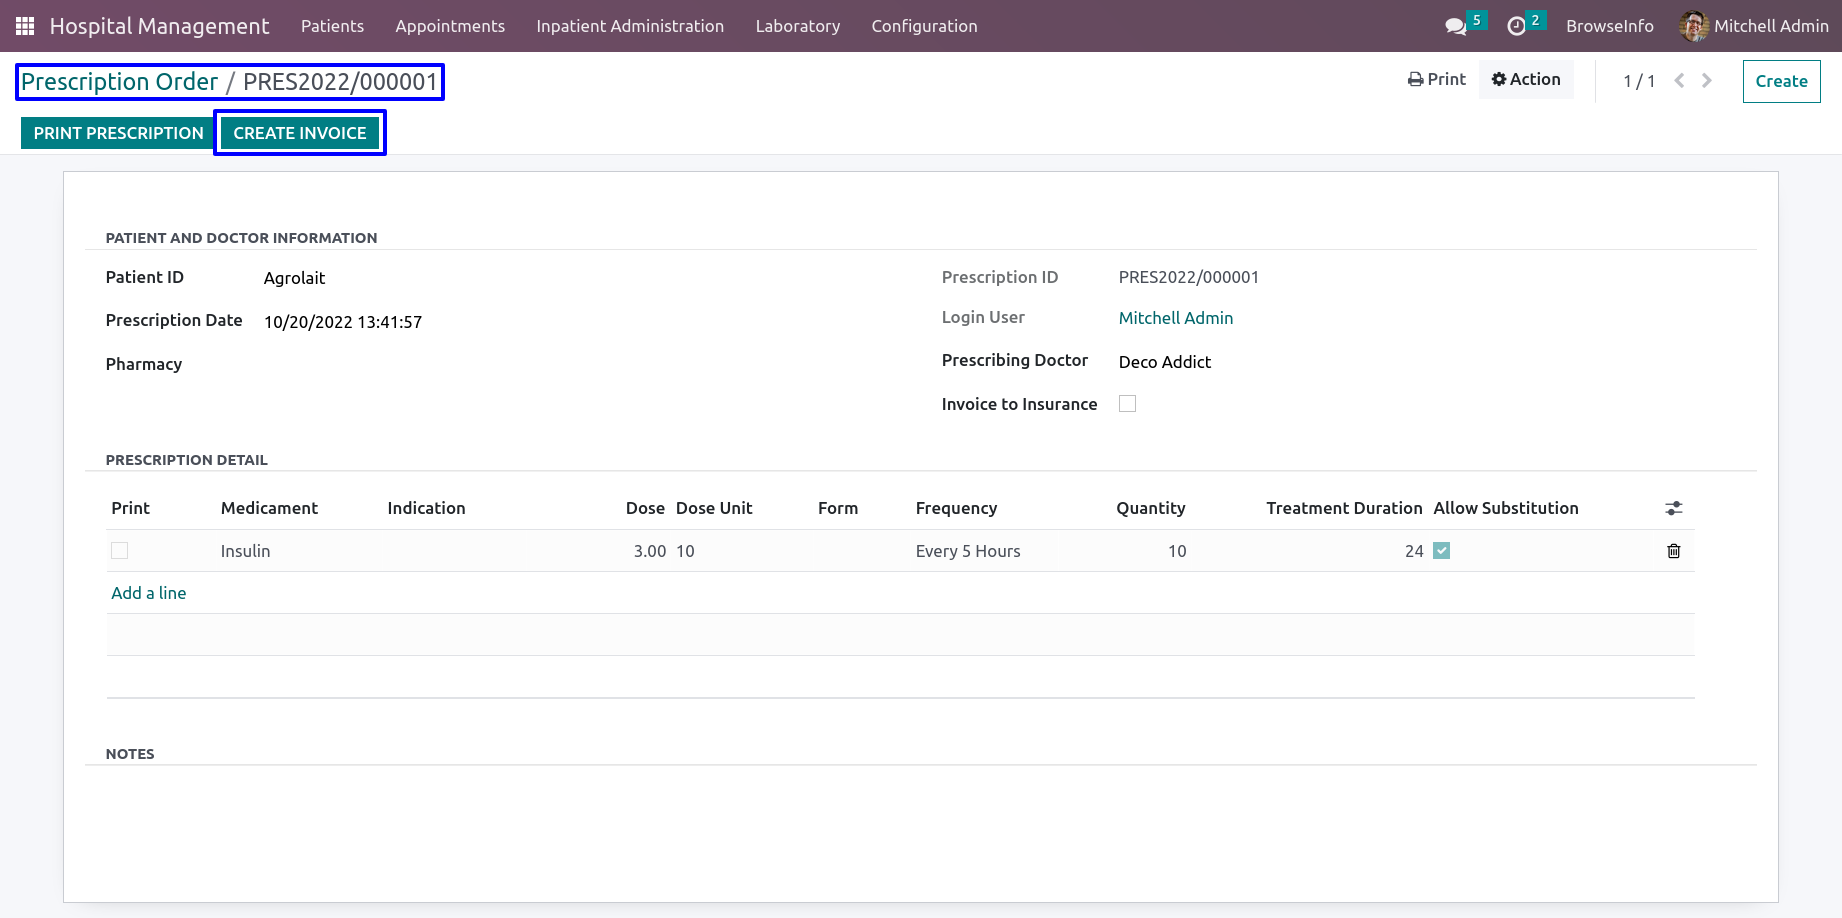 Hospital Management Patients Appointments Inpatient Administration Laboratory Configuration 5 2 BrowseInfo Mitchell Admin
Prescription Order / PRES2022/000001 Print Action 1 / 1 Create
PRINT PRESCRIPTION CREATE INVOICE
PATIENT AND DOCTOR INFORMATION
Patient ID Agrolait Prescription ID PRES2022/000001
Prescription Date 10/20/2022 13:41:57 Login User Mitchell Admin
Pharmacy Prescribing Doctor Deco Addict
Invoice to Insurance
PRESCRIPTION DETAIL
Print Medicament Indication Dose Dose Unit Form Frequency Quantity Treatment Duration Allow Substitution
Insulin 3.00 10 Every 5 Hours 10 24
Add a line
NOTES